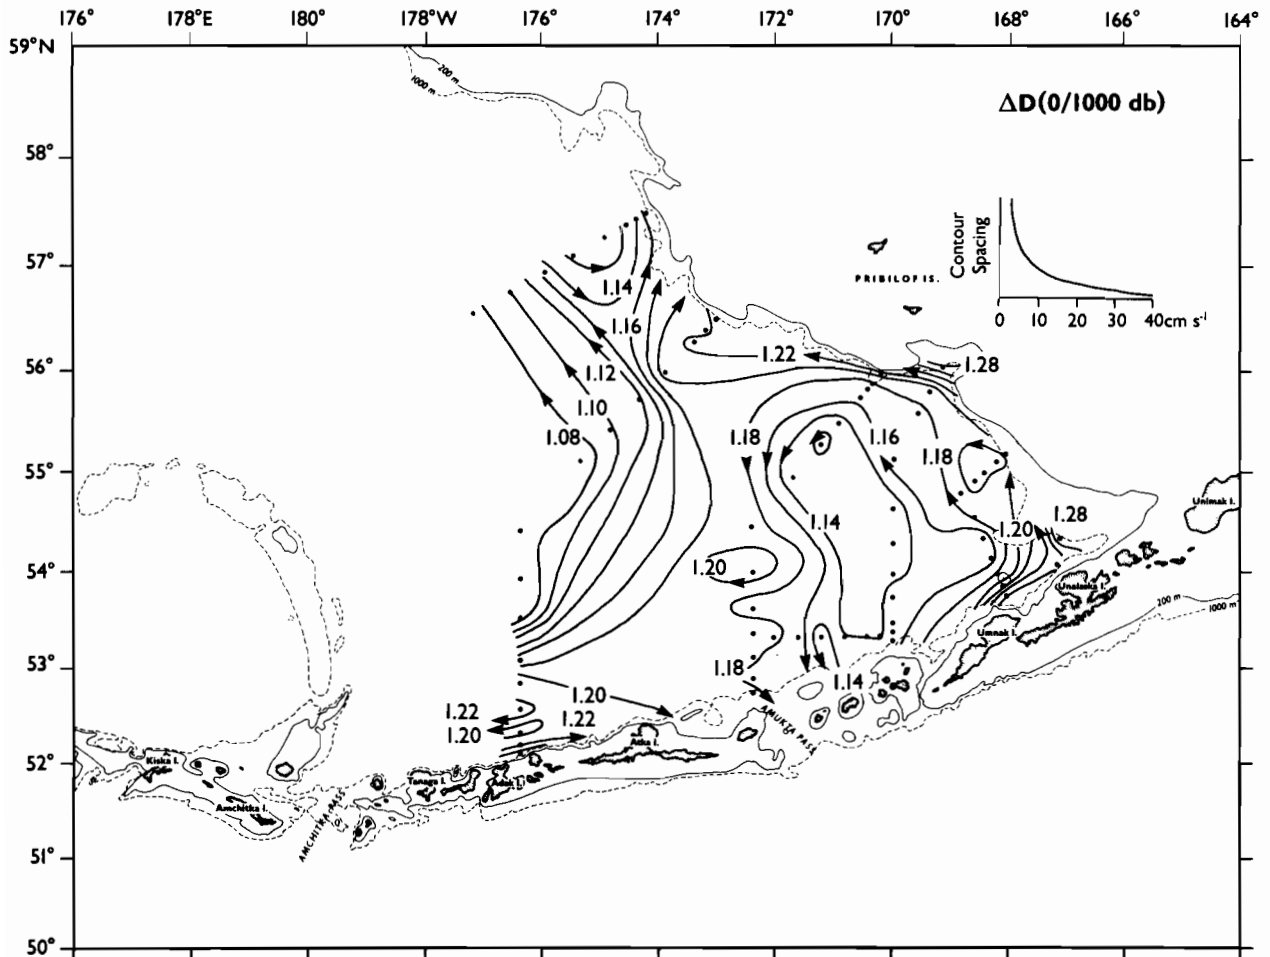 176° 178°E 180° 178°W 176° 174° 172° 170° 168° 166° 164°
59°N
200 m
1000 m
ΔD(0/1000 db)
58°
Contour
Spacing
57°
PRIBILOF IS.
1.14
0 10 20 30 40cm s⁻¹
1.16
56°
1.22
1.28
1.12
1.10
1.08
1.18
1.16
1.18
55°
Unimak I.
1.14
1.28
1.20
54°
1.20
Unalaska I.
200 m
1000 m
Umnak I.
53°
1.18
1.14
1.20
1.22
1.22
1.20
AMUKTA PASS
Atka I.
52°
Kiska I.
Tanaga I.
Adak I.
Amchitka I.
AMCHITKA PASS
51°
50°